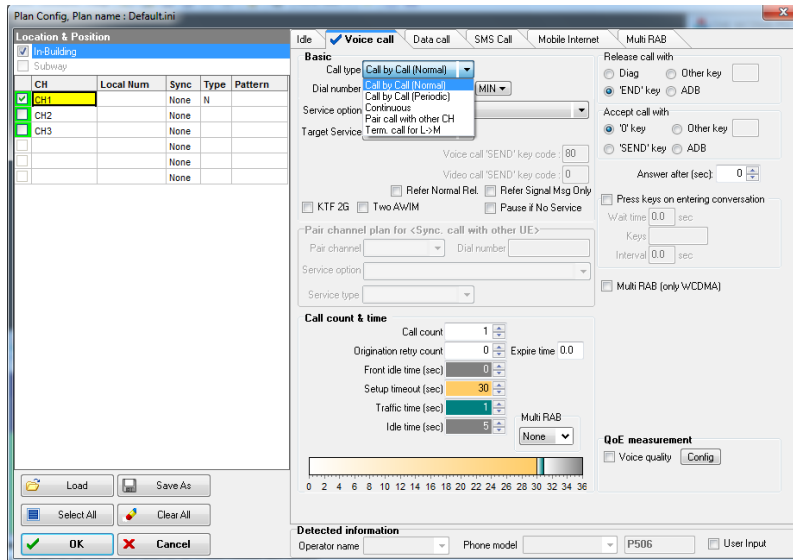 Plan Config, Plan name : Default.ini
Location & Position
In-Building
Subway
CH Local Num Sync Type Pattern
CH1 None N
CH2 None
CH3 None
None
None
None
Load Save As
Select All Clear All
OK Cancel
Idle Voice call Data call SMS Call Mobile Internet Multi RAB
Basic
Call type Call by Call (Normal)
Call by Call (Normal)
Call by Call (Periodic)
Continuous
Pair call with other CH
Term. call for L->M
Dial number MIN
Service option
Target Service
Voice call 'SEND' key code : 80
Video call 'SEND' key code : 0
Refer Normal Rel. Refer Signal Msg Only
KTF 2G Two AWIM Pause if No Service
Pair channel plan for <Sync. call with other UE>
Pair channel Dial number
Service option
Service type
Call count & time
Call count 1
Origination retry count 0 Expire time 0.0
Front idle time (sec) 0
Setup timeout (sec) 30
Traffic time (sec) 1
Idle time (sec) 5
Multi RAB
None
0 2 4 6 8 10 12 14 16 18 20 22 24 26 28 30 32 34 36
Release call with
Diag Other key
'END' key ADB
Accept call with
'0' key Other key
'SEND' key ADB
Answer after (sec): 0
Press keys on entering conversation
Wait time 0.0 sec
Keys
Interval 0.0 sec
Multi RAB (only WCDMA)
QoE measurement
Voice quality Config
Detected information
Operator name Phone model P506 User Input